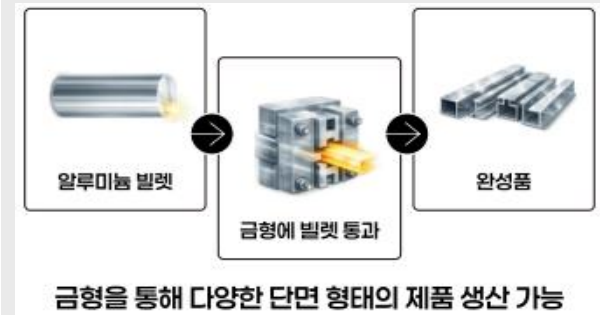 알루미늄 빌렛
금형에 빌렛 통과
완성품
금형을 통해 다양한 단면 형태의 제품 생산 가능